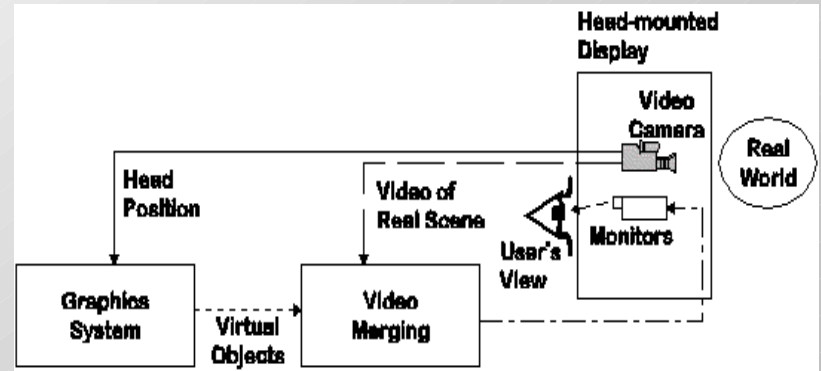 Head-mounted
Display
Video
Camera
Real
World
Head
Position
Video of
Real Scene
Monitors
User's
View
Graphics
System
Virtual
Objects
Video
Merging